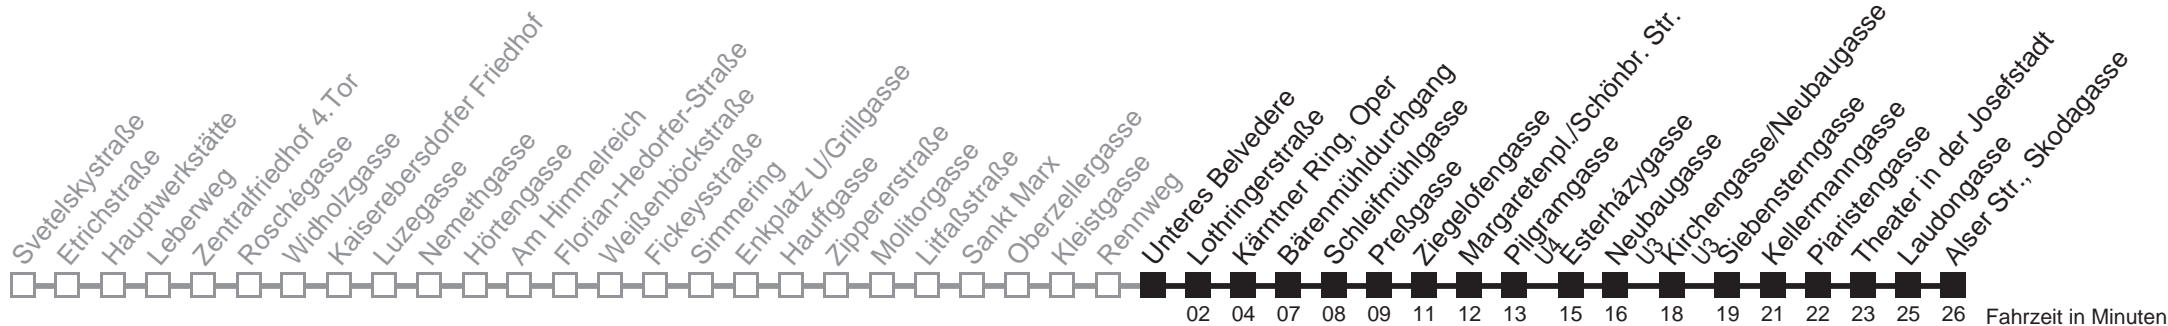 Svetelskystraße
Etrichstraße
Hauptwerkstätte
Leberweg
Zentralfriedhof 4. Tor
Roschégasse
Widholzgasse
Kaiserebersdorfer Friedhof
Luzegasse
Nemethgasse
Hörtengasse
Am Himmelreich
Florian-Hedorfer-Straße
Weißenböckstraße
Fickeysstraße
Simmering
Enkplatz U/Grillgasse
Hauffgasse
Zippererstraße
Molitorgasse
Litfaßstraße
Sankt Marx
Oberzellergasse
Kleistgasse
Rennweg
Unteres Belvedere
Lothringerstraße
Kärntner Ring, Oper
Bärenmühldurchgang
Schleifmühlgasse
Preßgasse
Ziegelofengasse
Margaretenpl./Schönbr. Str.
Pilgramgasse
U4
Esterházygasse
Neubaugasse
U3
Kirchengasse/Neubaugasse
U3
Siebensterngasse
Kellermanngasse
Piaristengasse
Theater in der Josefstadt
Laudongasse
Alser Str., Skodagasse
02 04 07 08 09 11 12 13 15 16 18 19 21 22 23 25 26 Fahrzeit in Minuten